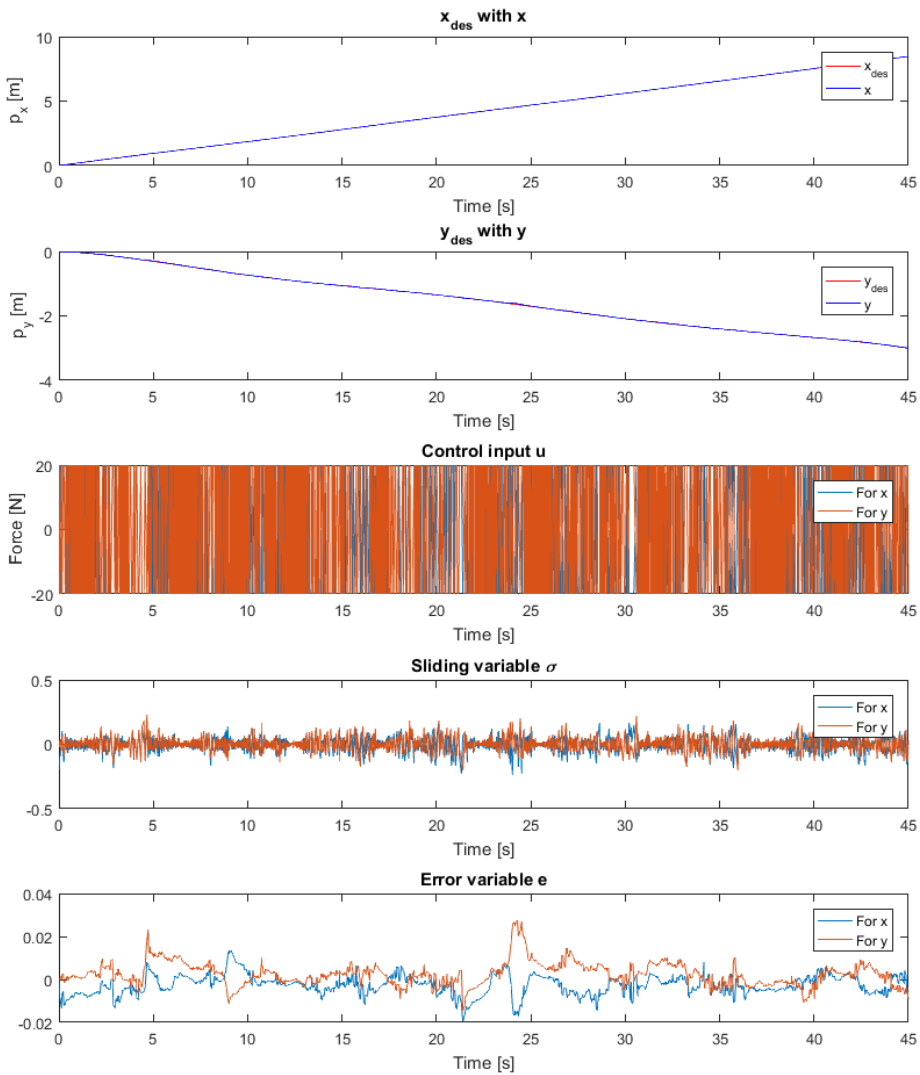 x_des with x
10
5
0
p_x [m]
x_des
x
0 5 10 15 20 25 30 35 40 45
Time [s]
y_des with y
0
-2
-4
p_y [m]
y_des
y
0 5 10 15 20 25 30 35 40 45
Time [s]
Control input u
20
0
-20
Force [N]
For x
For y
0 5 10 15 20 25 30 35 40 45
Time [s]
Sliding variable σ
0.5
0
-0.5
For x
For y
0 5 10 15 20 25 30 35 40 45
Time [s]
Error variable e
0.04
0.02
0
-0.02
For x
For y
0 5 10 15 20 25 30 35 40 45
Time [s]